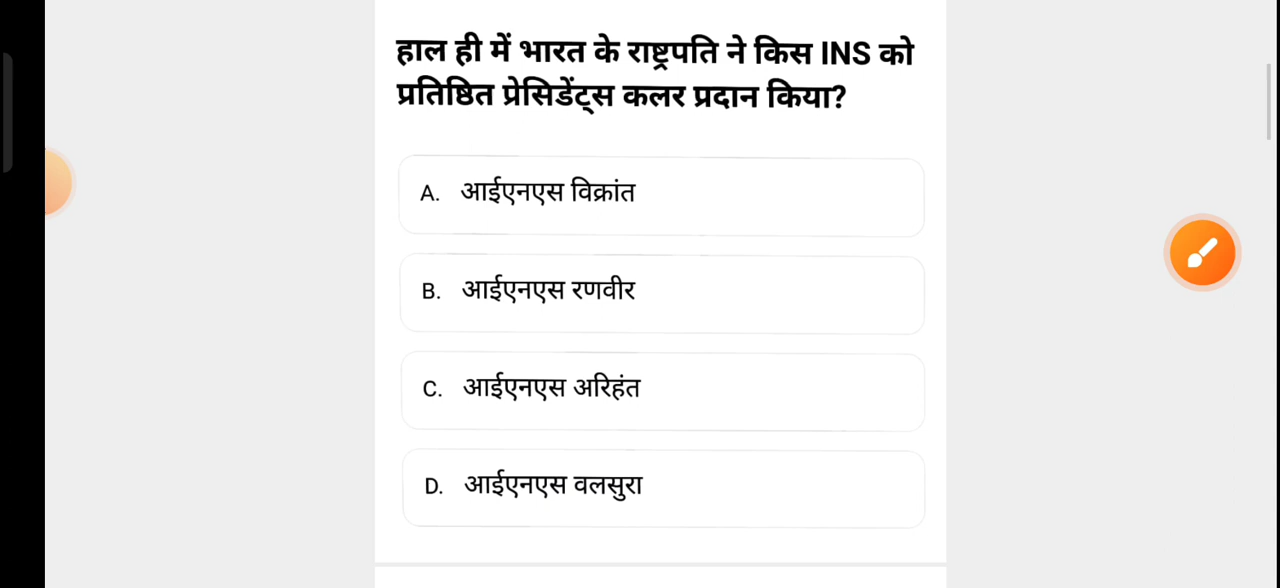 हाल ही में भारत के राष्ट्रपति ने किस INS को
प्रतिष्ठित प्रेसिडेंट्स कलर प्रदान किया?
A. आईएनएस विक्रांत
B. आईएनएस रणवीर
C. आईएनएस अरिहंत
D. आईएनएस वलसुरा